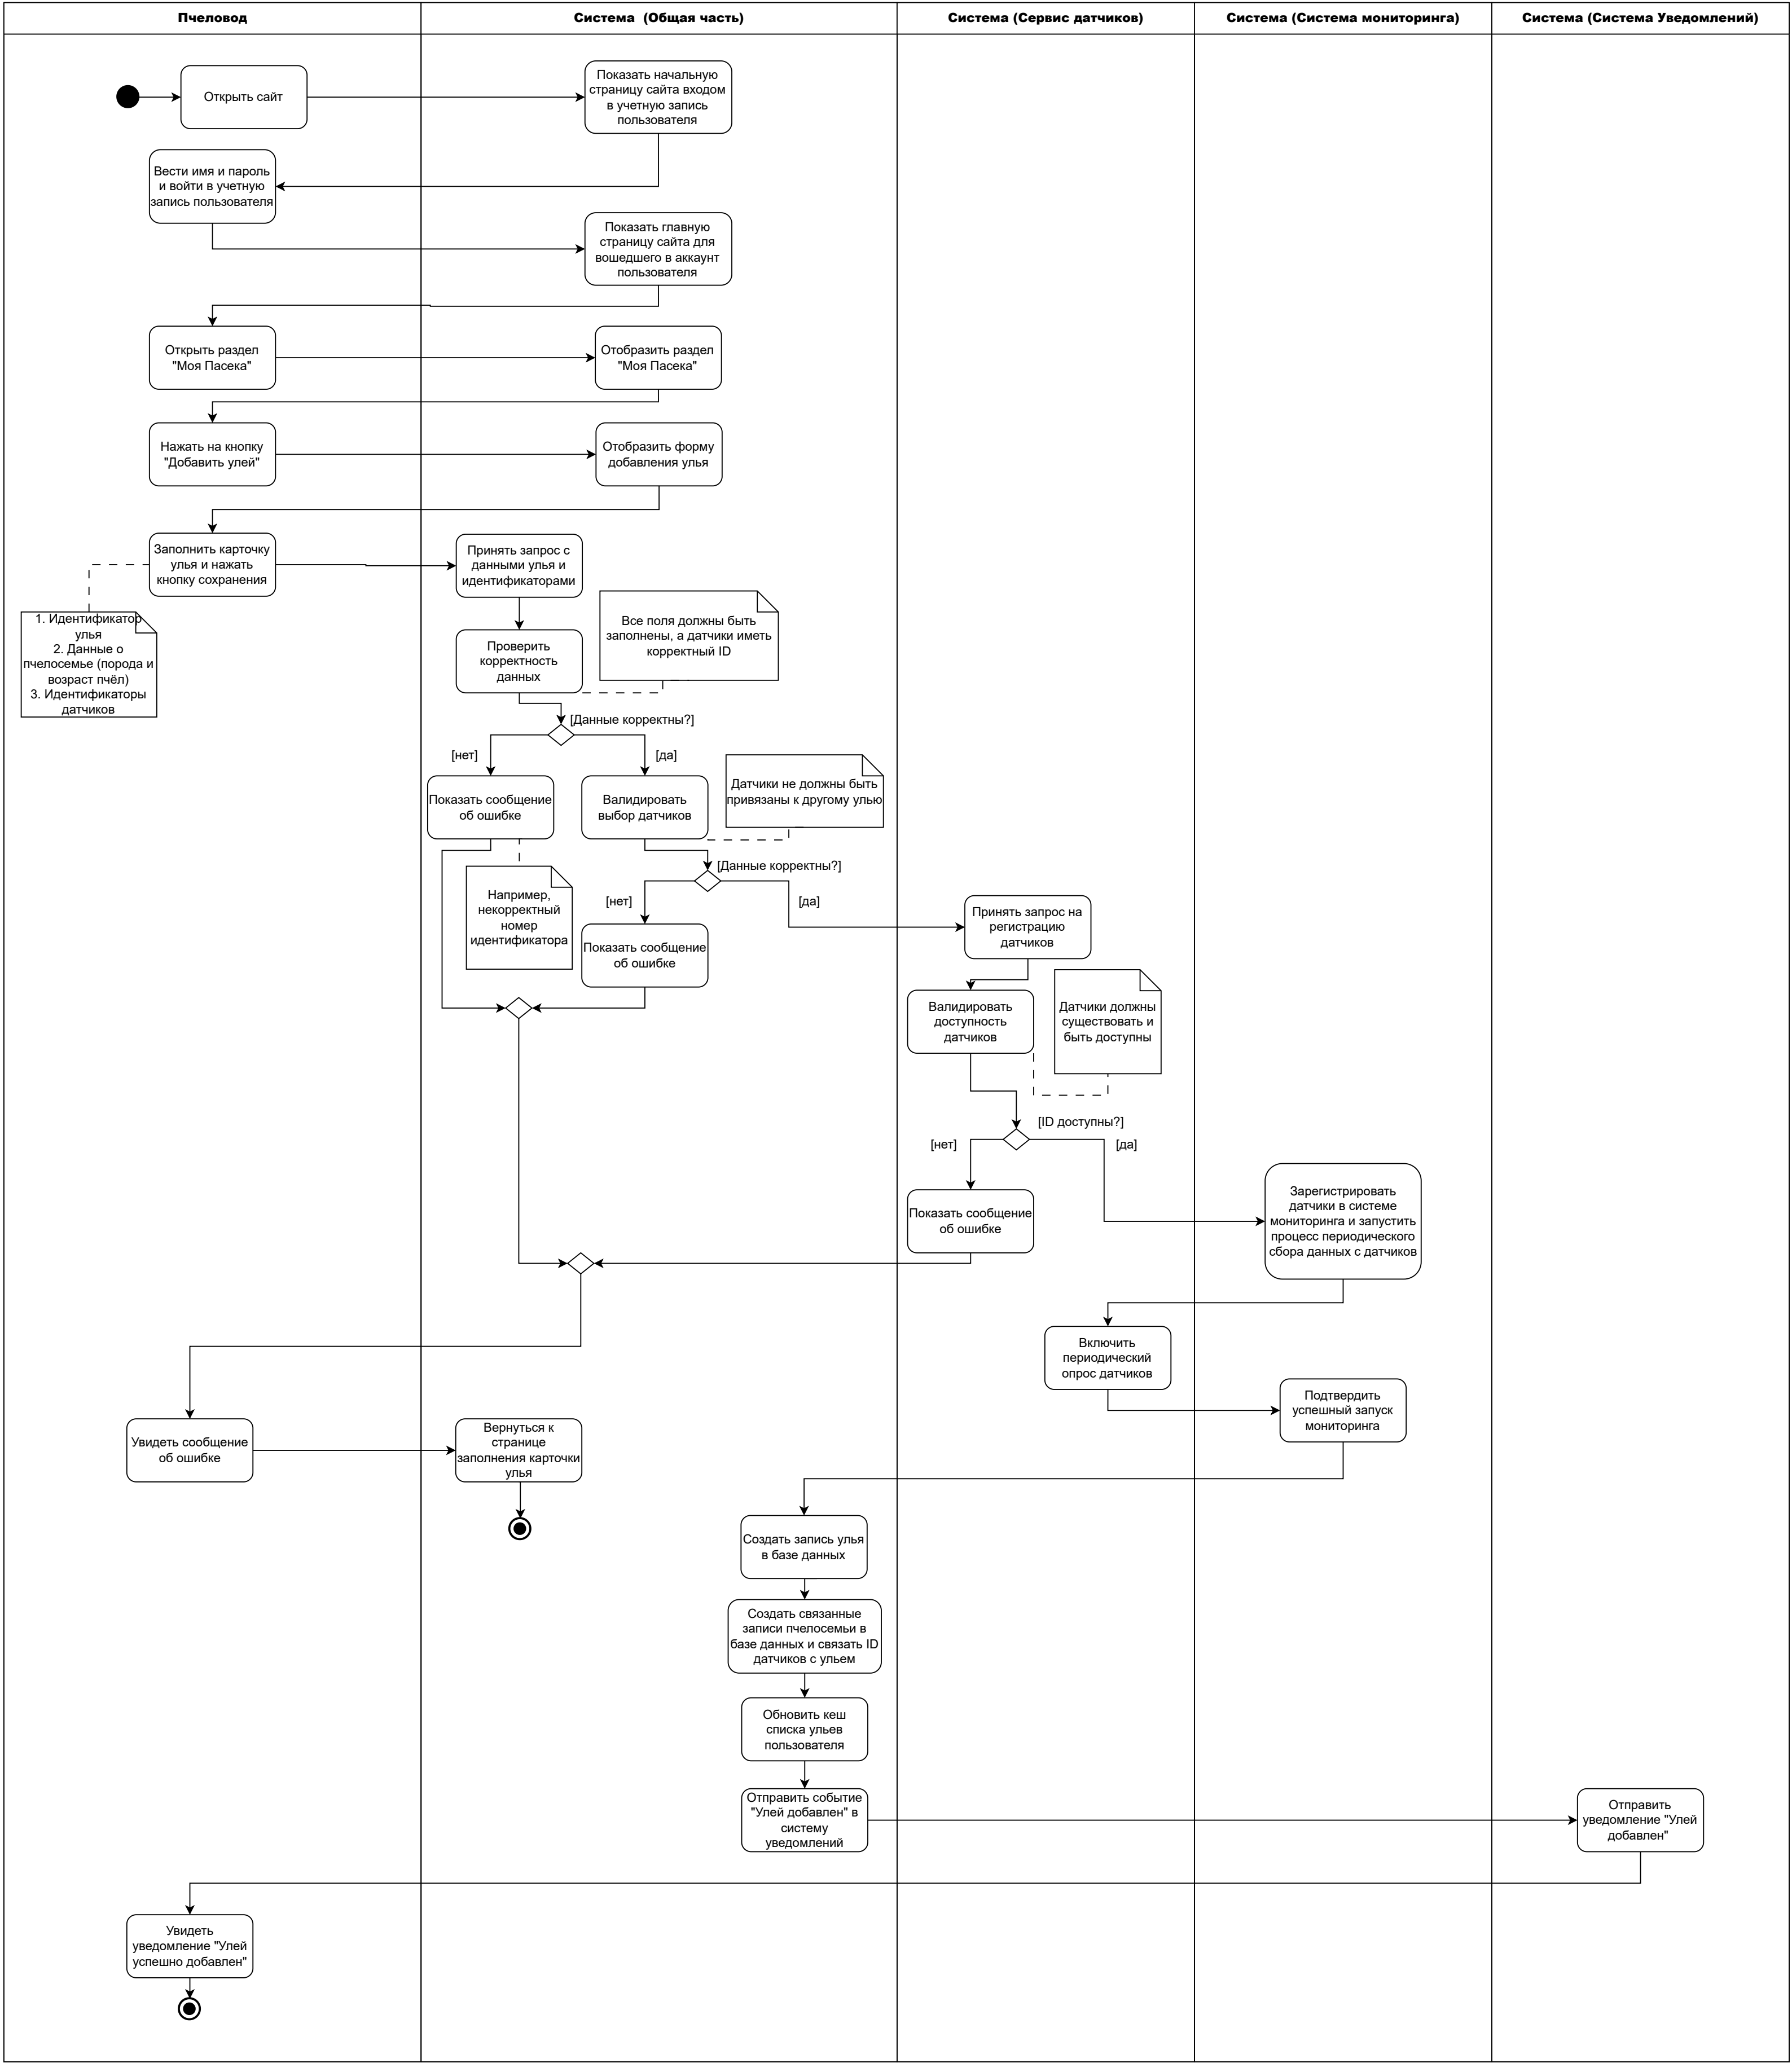 Пчеловод
Система (Общая часть)
Система (Сервис датчиков)
Система (Система мониторинга)
Система (Система Уведомлений)
Открыть сайт
Показать начальную
страницу сайта входом
в учетную запись
пользователя
Вести имя и пароль
и войти в учетную
запись пользователя
Показать главную
страницу сайта для
вошедшего в аккаунт
пользователя
Открыть раздел
"Моя Пасека"
Отобразить раздел
"Моя Пасека"
Нажать на кнопку
"Добавить улей"
Отобразить форму
добавления улья
Заполнить карточку
улья и нажать
кнопку сохранения
Принять запрос с
данными улья и
идентификаторами
1. Идентификатор
улья
2. Данные о
пчелосемье (порода и
возраст пчёл)
3. Идентификаторы
датчиков
Все поля должны быть
заполнены, а датчики иметь
корректный ID
Проверить
корректность
данных
[Данные корректны?]
[нет]
[да]
Показать сообщение
об ошибке
Валидировать
выбор датчиков
Датчики не должны быть
привязаны к другому улью
[Данные корректны?]
[нет]
[да]
Например,
некорректный
номер
идентификатора
Показать сообщение
об ошибке
Принять запрос на
регистрацию
датчиков
Валидировать
доступность
датчиков
Датчики должны
существовать и
быть доступны
[ID доступны?]
[нет]
[да]
Показать сообщение
об ошибке
Зарегистрировать
датчики в системе
мониторинга и запустить
процесс периодического
сбора данных с датчиков
Включить
периодический
опрос датчиков
Подтвердить
успешный запуск
мониторинга
Увидеть сообщение
об ошибке
Вернуться к
странице
заполнения карточки
улья
Создать запись улья
в базе данных
Создать связанные
записи пчелосемьи в
базе данных и связать ID
датчиков с ульем
Обновить кеш
списка ульев
пользователя
Отправить событие
"Улей добавлен" в
систему
уведомлений
Отправить
уведомление "Улей
добавлен"
Увидеть
уведомление "Улей
успешно добавлен"